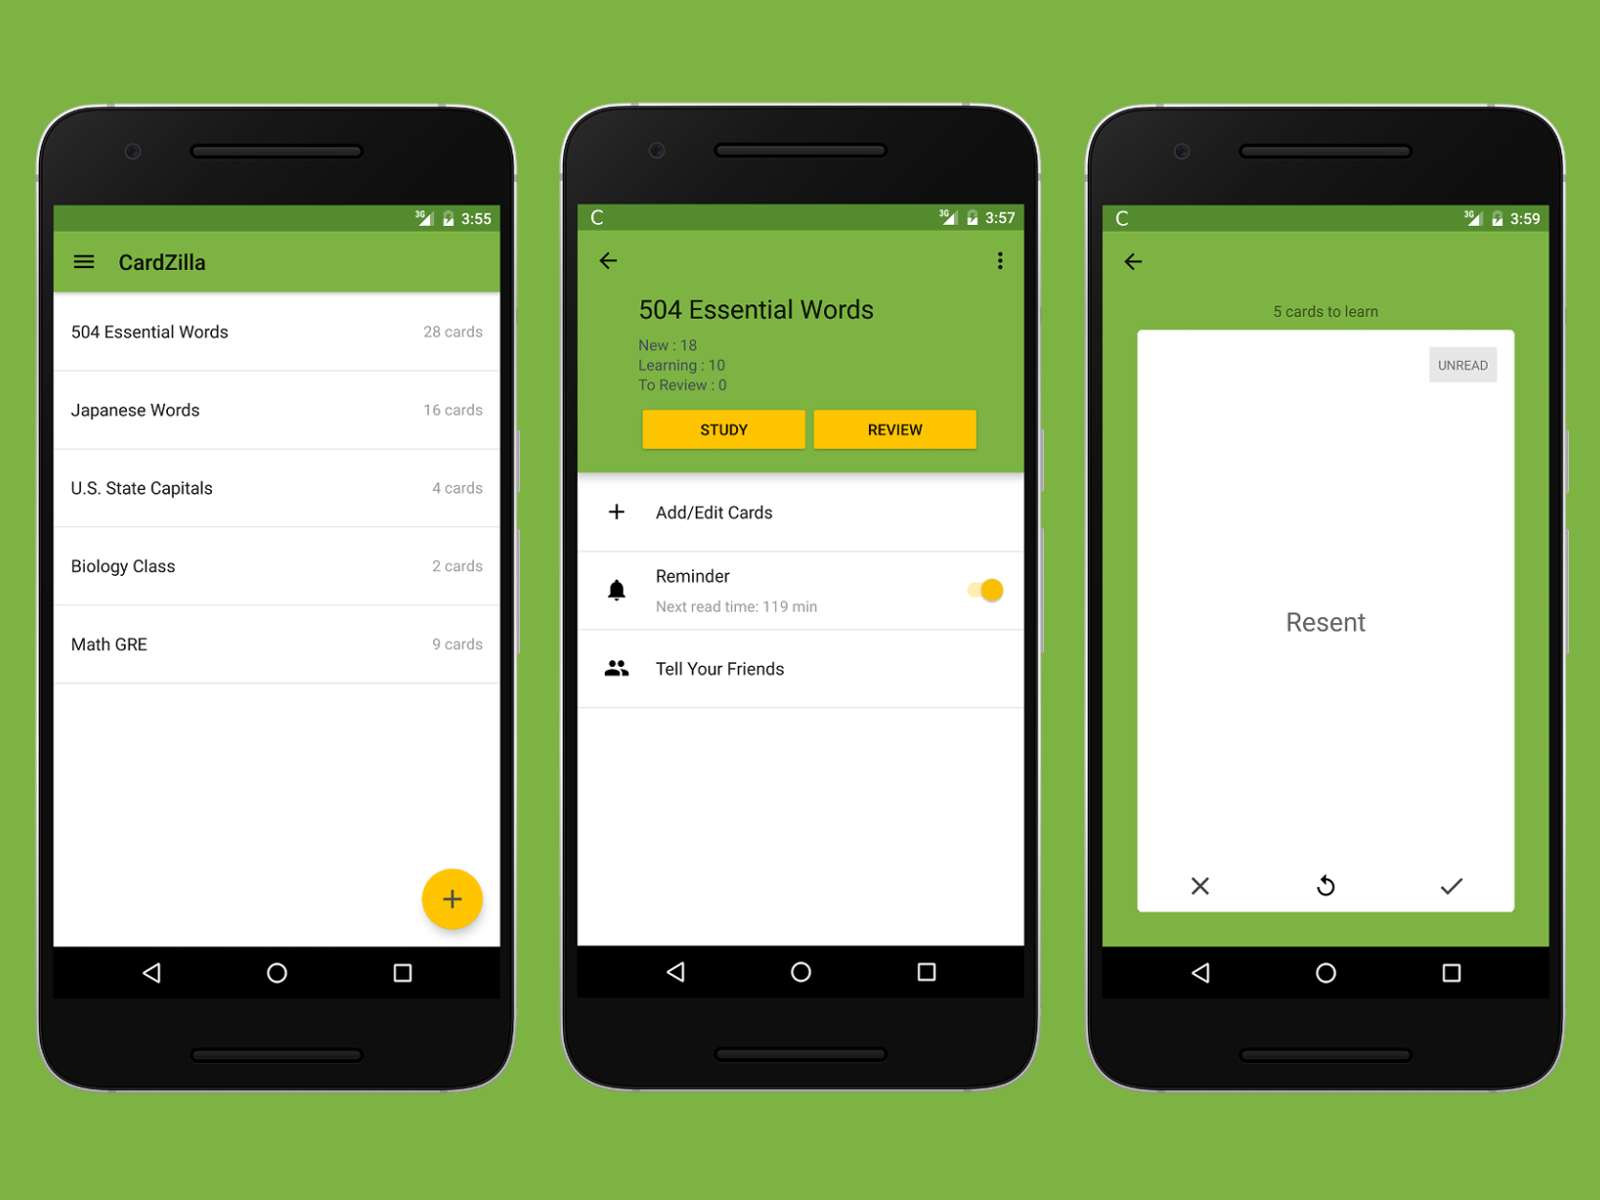 3G 3:55
CardZilla
504 Essential Words 28 cards
Japanese Words 16 cards
U.S. State Capitals 4 cards
Biology Class 2 cards
Math GRE 9 cards
C 3G 3:57
504 Essential Words
New : 18
Learning : 10
To Review : 0
STUDY REVIEW
Add/Edit Cards
Reminder
Next read time: 119 min
Tell Your Friends
C 3G 3:59
5 cards to learn
UNREAD
Resent